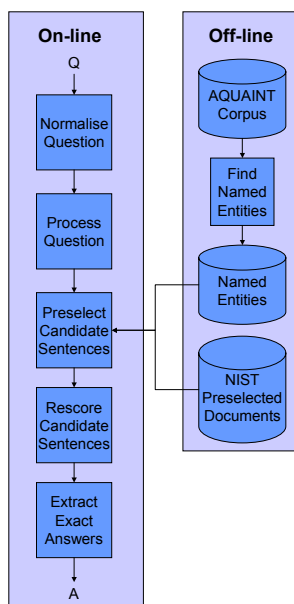 On-line
Q
Normalise
Question
Process
Question
Preselect
Candidate
Sentences
Rescore
Candidate
Sentences
Extract
Exact
Answers
A
Off-line
AQUAINT
Corpus
Find
Named
Entities
Named
Entities
NIST
Preselected
Documents